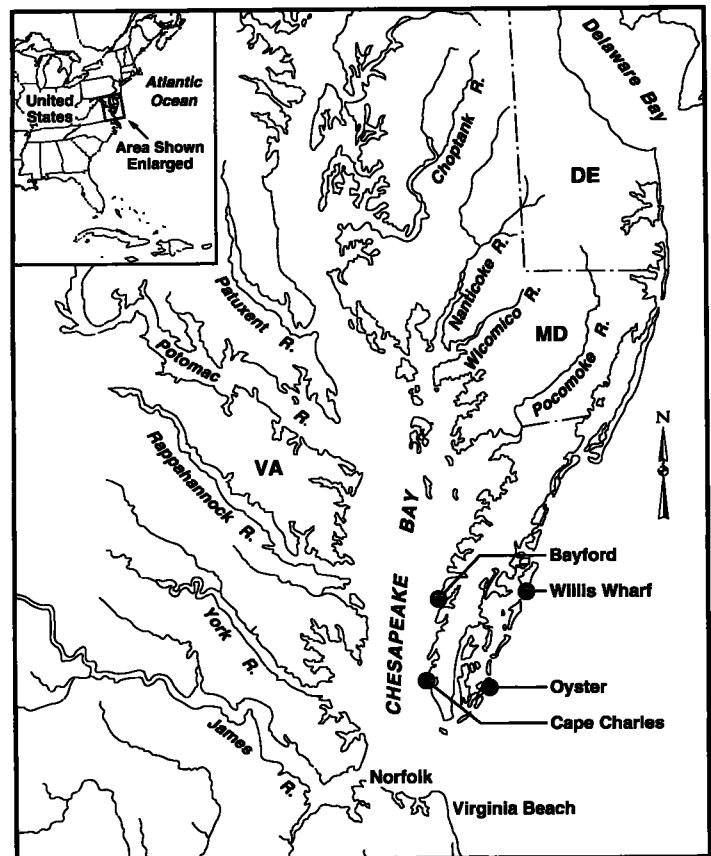 Atlantic
Ocean
United
States
Area Shown
Enlarged
Delaware Bay
Choptank R.
DE
Nanticoke R.
Wicomico R.
MD
Pocomoke R.
Patuxent R.
Potomac R.
VA
Rappahannock R.
N
CHESAPEAKE BAY
Bayford
Willis Wharf
York R.
Oyster
Cape Charles
James R.
Norfolk
Virginia Beach